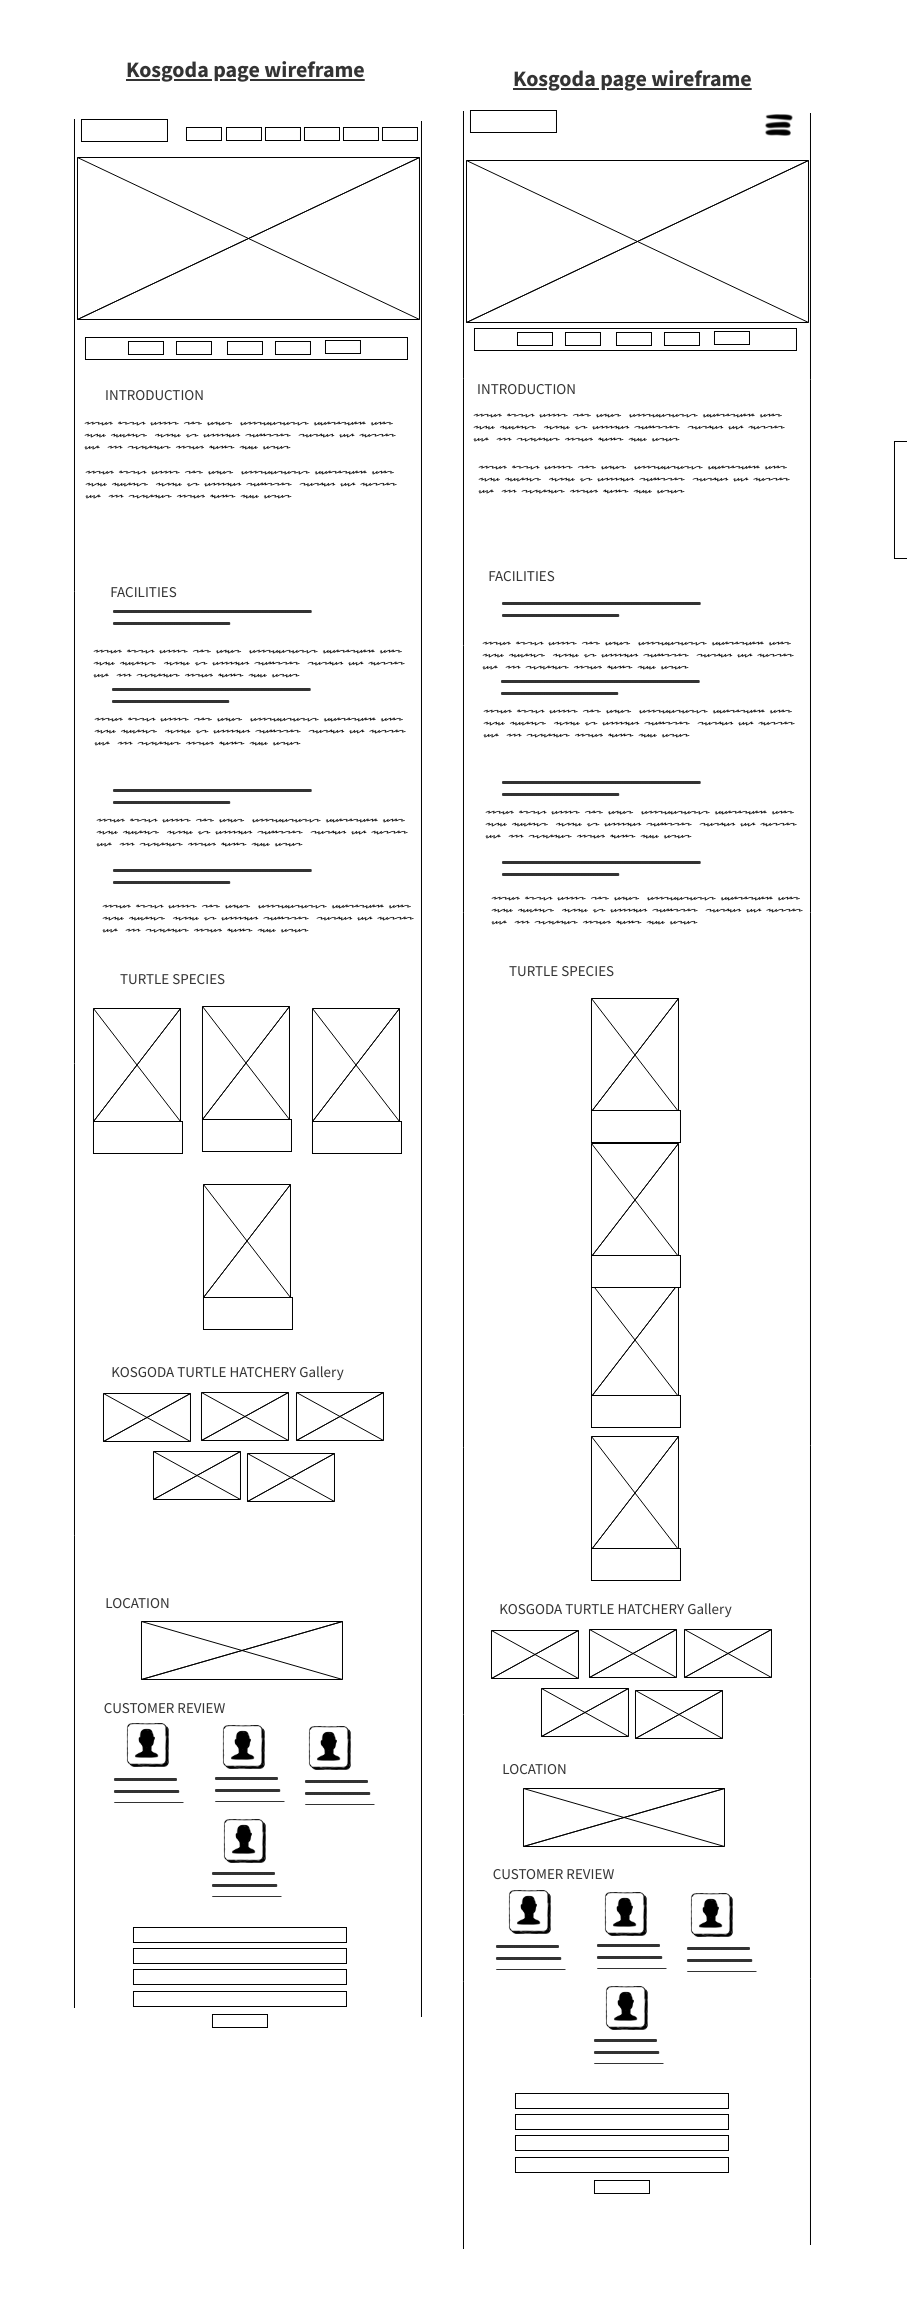 Kosgoda page wireframe
INTRODUCTION
FACILITIES
TURTLE SPECIES
KOSGODA TURTLE HATCHERY Gallery
LOCATION
CUSTOMER REVIEW
Kosgoda page wireframe
INTRODUCTION
FACILITIES
TURTLE SPECIES
KOSGODA TURTLE HATCHERY Gallery
LOCATION
CUSTOMER REVIEW